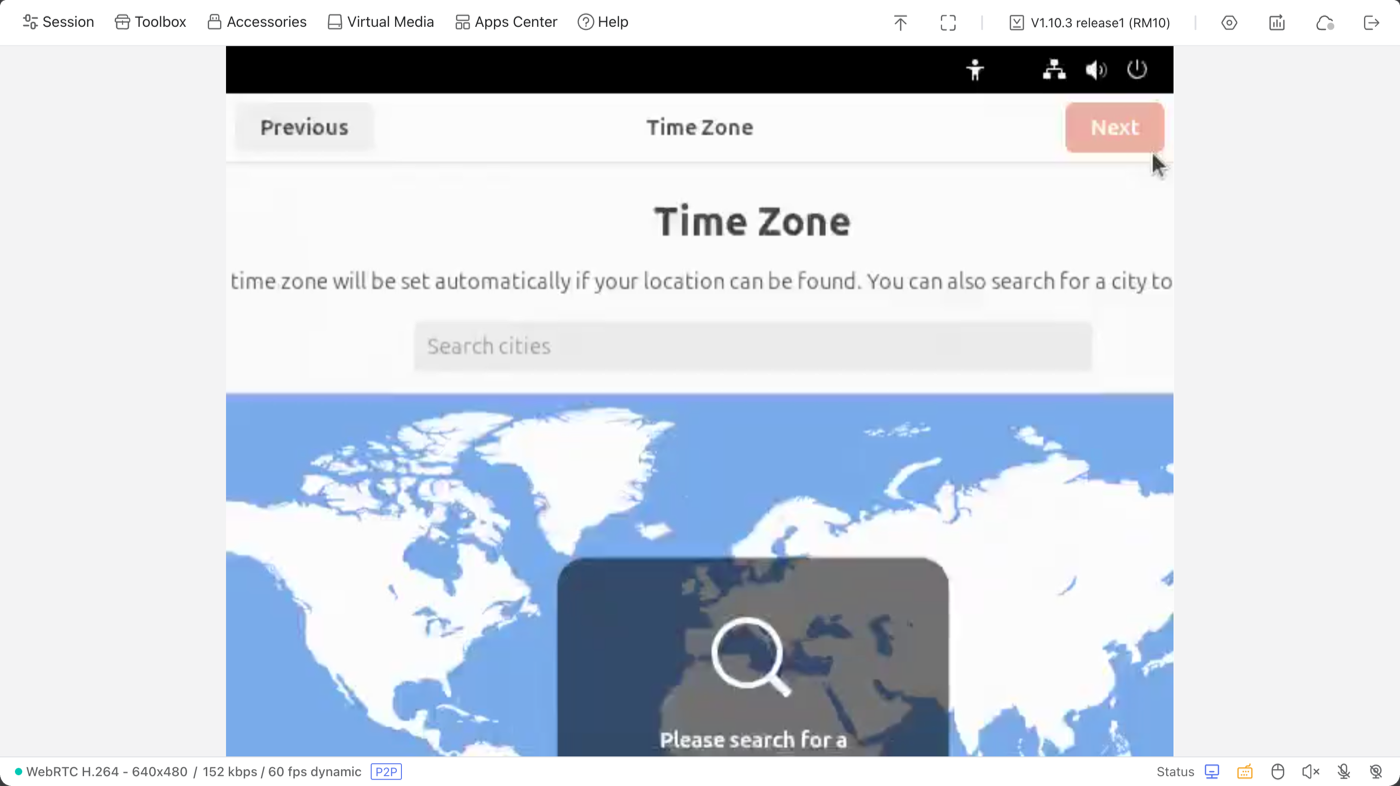 Session Toolbox Accessories Virtual Media Apps Center Help V1.10.3 release1 (RM10)
Previous Time Zone Next
Time Zone
time zone will be set automatically if your location can be found. You can also search for a city to
Search cities
Please search for a
WebRTC H.264 - 640x480 / 152 kbps / 60 fps dynamic P2P Status